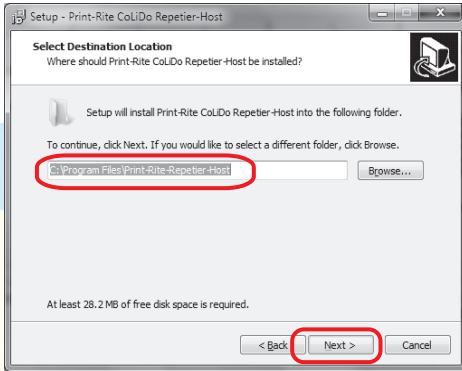 Setup - Print-Rite CoLiDo Repetier-Host
Select Destination Location
Where should Print-Rite CoLiDo Repetier-Host be installed?
Setup will install Print-Rite CoLiDo Repetier-Host into the following folder.
To continue, click Next. If you would like to select a different folder, click Browse.
C:\Program Files\Print-Rite-Repetier-Host
Browse...
At least 28.2 MB of free disk space is required.
< Back
Next >
Cancel